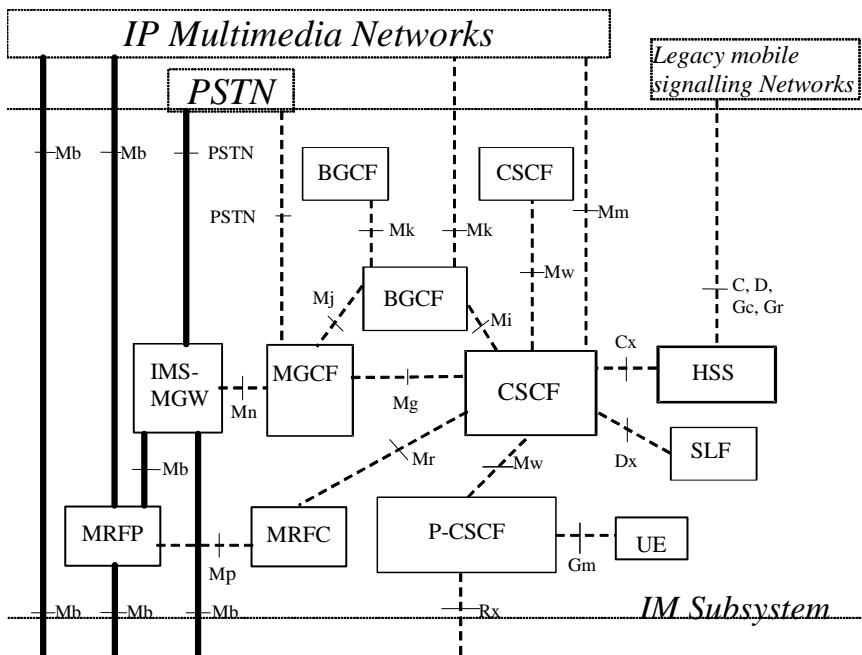 IP Multimedia Networks
Legacy mobile
signalling Networks
PSTN
Mb
Mb
PSTN
BGCF
CSCF
PSTN
Mk
Mk
Mm
Mw
C, D,
Gc, Gr
BGCF
Mj
Mi
Cx
IMS-
MGW
MGCF
CSCF
HSS
Mn
Mg
SLF
Mb
Mr
Mw
Dx
MRFP
MRFC
P-CSCF
UE
Mp
Gm
Mb
Mb
Mb
Rx
IM Subsystem